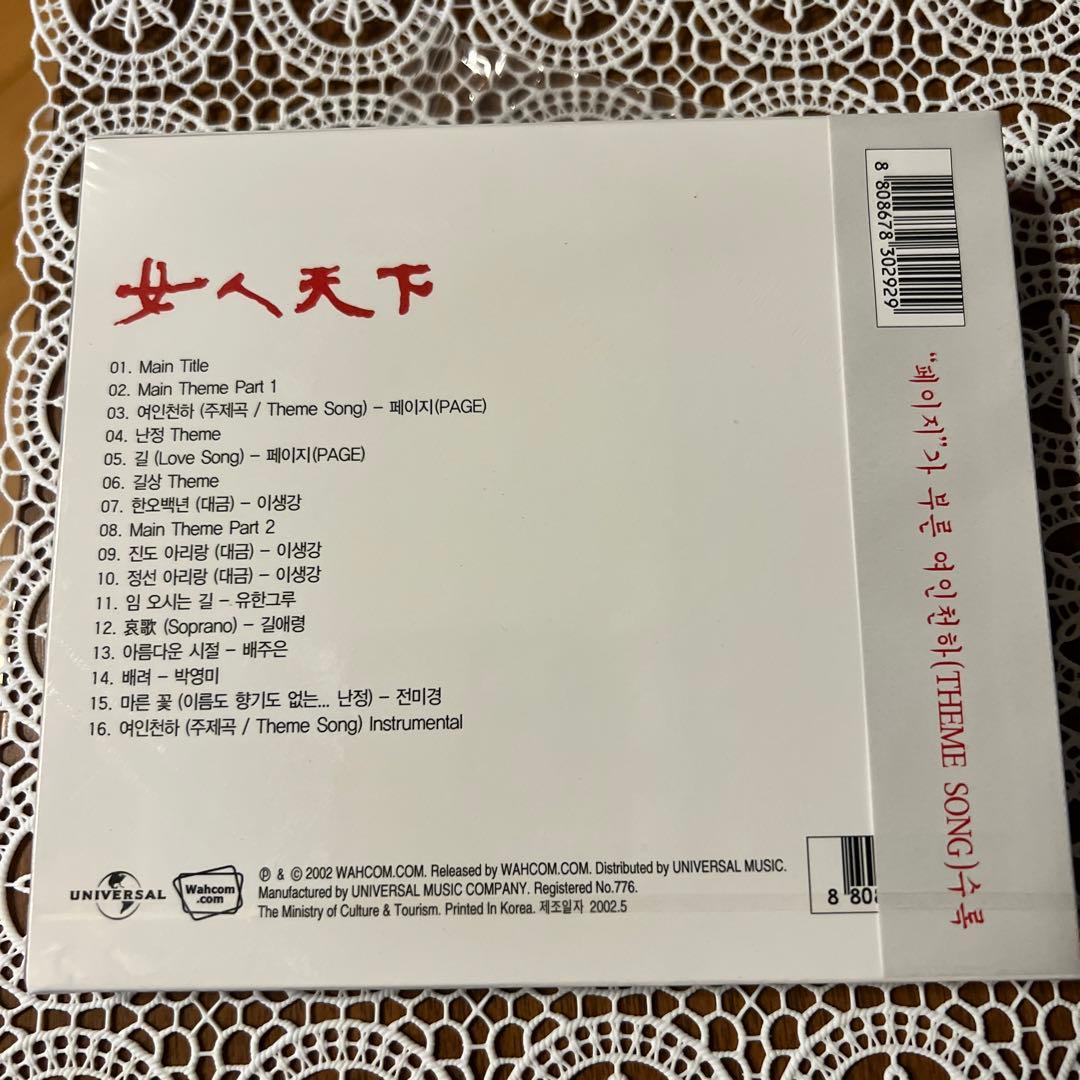 女人天下
01. Main Title
02. Main Theme Part 1
03. 여인천하 (주제곡 / Theme Song) – 페이지(PAGE)
04. 난정 Theme
05. 길 (Love Song) – 페이지(PAGE)
06. 길상 Theme
07. 한오백년 (대금) – 이생강
08. Main Theme Part 2
09. 진도 아리랑 (대금) – 이생강
10. 정선 아리랑 (대금) – 이생강
11. 임 오시는 길 – 유한그루
12. 哀歌 (Soprano) – 길애령
13. 아름다운 시절 – 배주은
14. 배려 – 박영미
15. 마른 꽃 (이름도 향기도 없는... 난정) – 전미경
16. 여인천하 (주제곡 / Theme Song) Instrumental
UNIVERSAL
Wahcom
.com
℗ & © 2002 WAHCOM.COM. Released by WAHCOM.COM. Distributed by UNIVERSAL MUSIC.
Manufactured by UNIVERSAL MUSIC COMPANY. Registered No.776.
The Ministry of Culture & Tourism. Printed In Korea. 제조일자 2002.5
8 808
8 808678 302929
"페이지"가 부른 여인천하(THEME SONG)수록